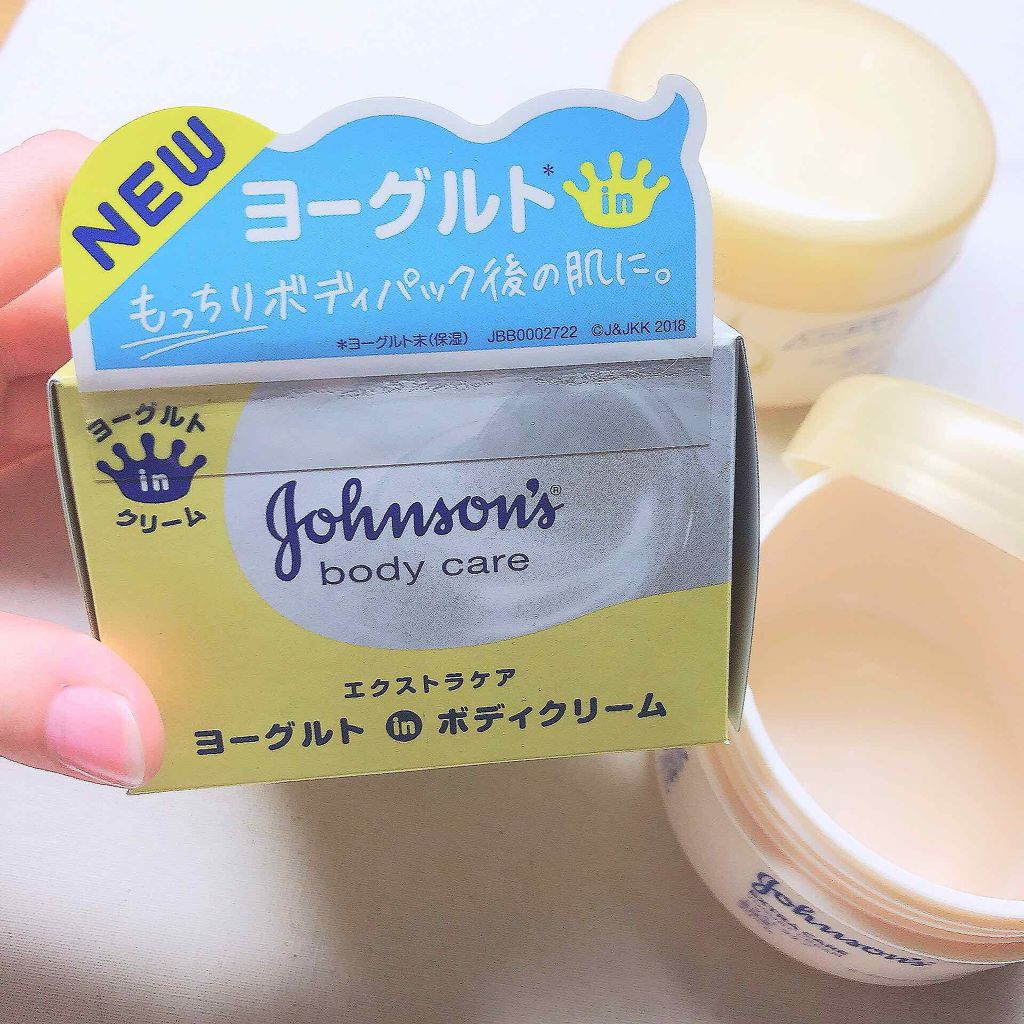 NEW
ヨーグルト* in
もっちりボディパック後の肌に。
*ヨーグルト末(保湿) JBB0002722 ©J&JKK 2018
ヨーグルト
in
クリーム
Johnson's®
body care
エクストラケア
ヨーグルト in ボディクリーム
Johnson's
EXTRA CARE